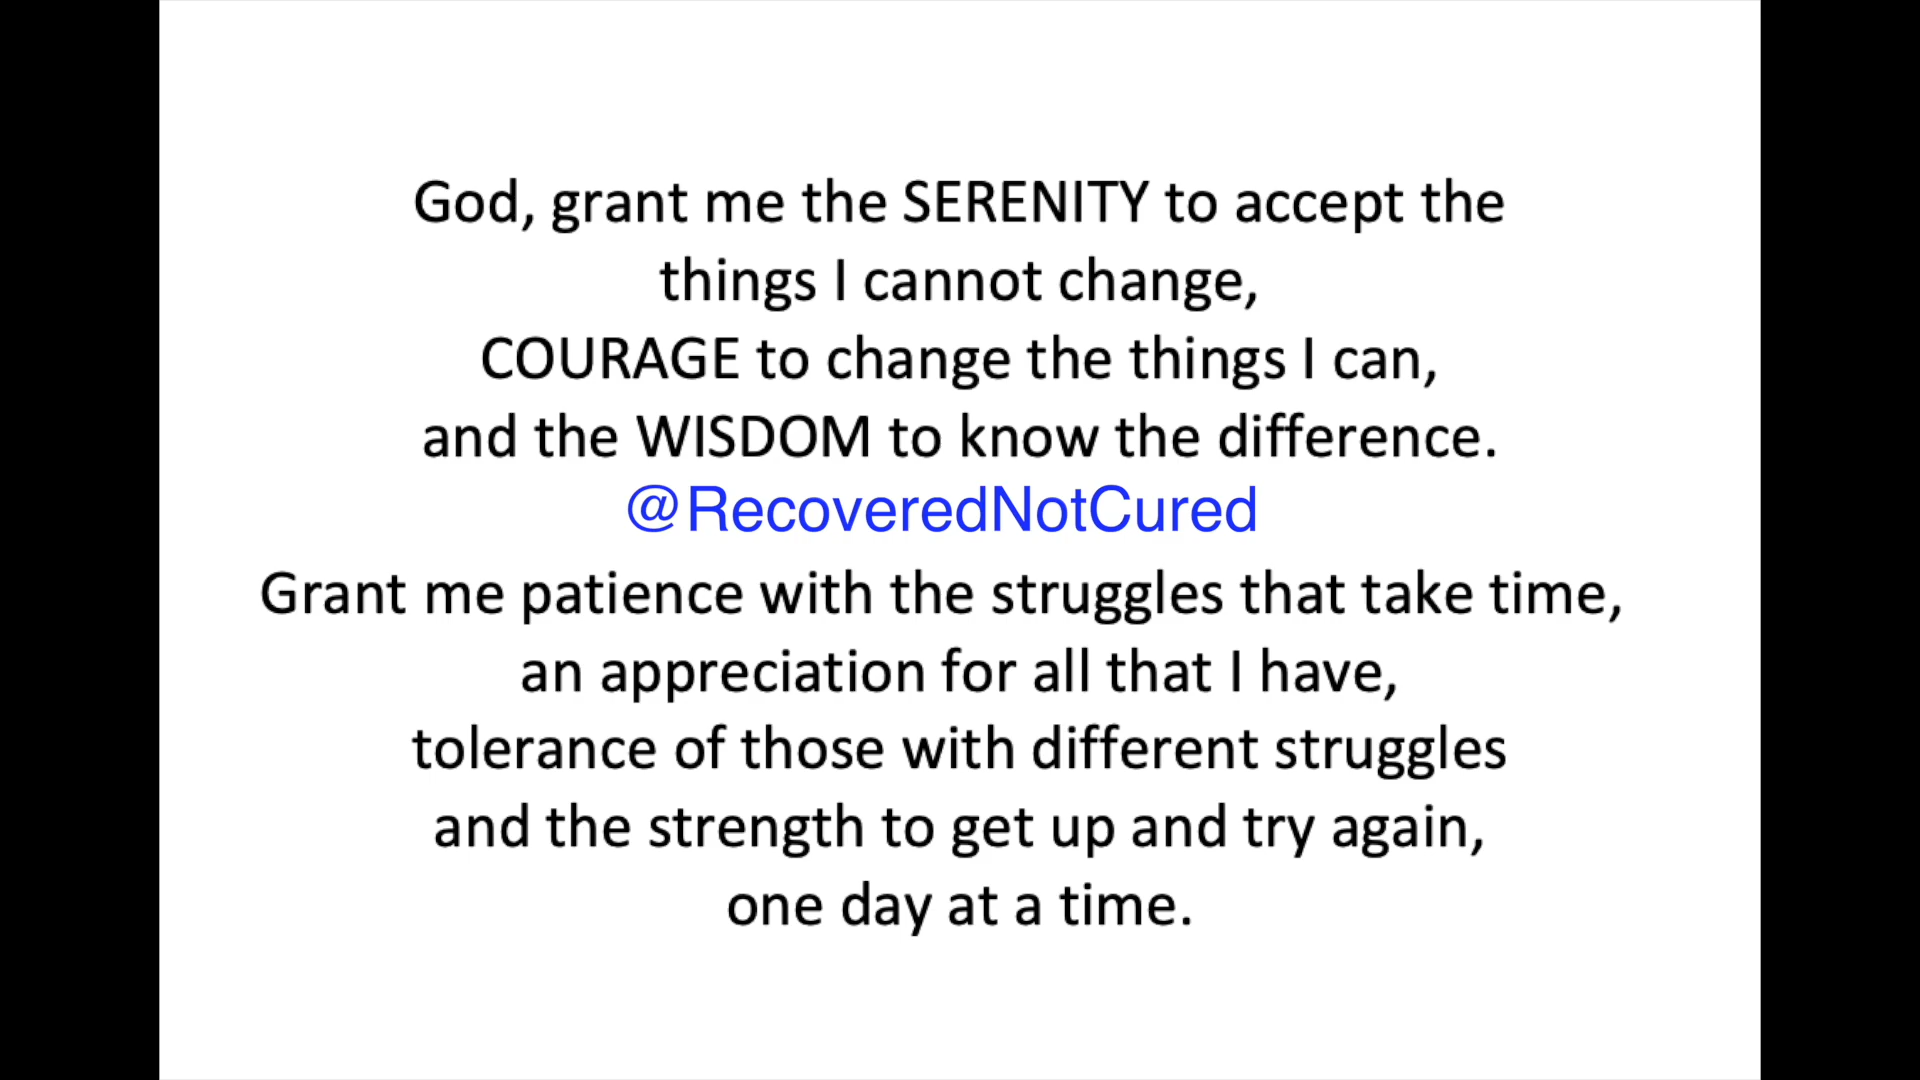 God, grant me the SERENITY to accept the
things I cannot change,
COURAGE to change the things I can,
and the WISDOM to know the difference.
@RecoveredNotCured
Grant me patience with the struggles that take time,
an appreciation for all that I have,
tolerance of those with different struggles
and the strength to get up and try again,
one day at a time.